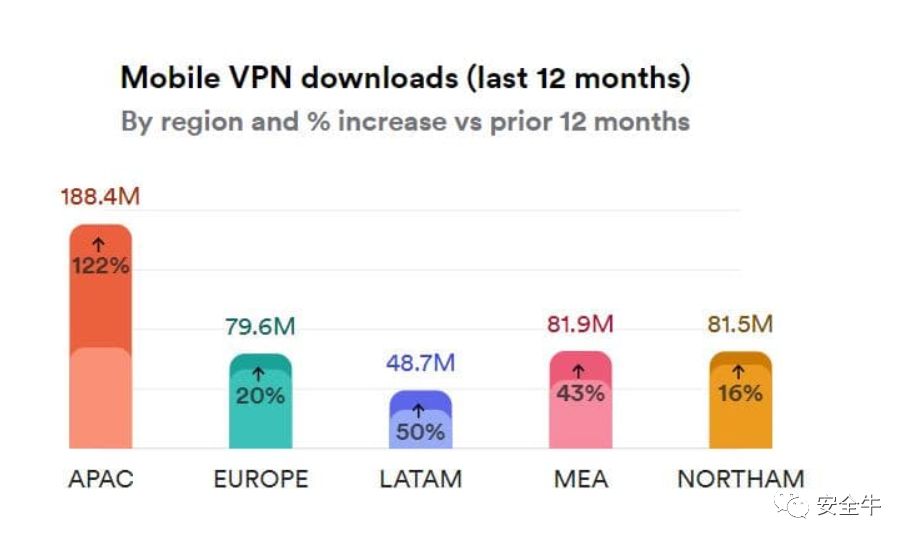 Mobile VPN downloads (last 12 months)
By region and % increase vs prior 12 months
188.4M
↑
122%
79.6M
↑
20%
48.7M
↑
50%
81.9M
↑
43%
81.5M
↑
16%
APAC EUROPE LATAM MEA NORTHAM
安全牛